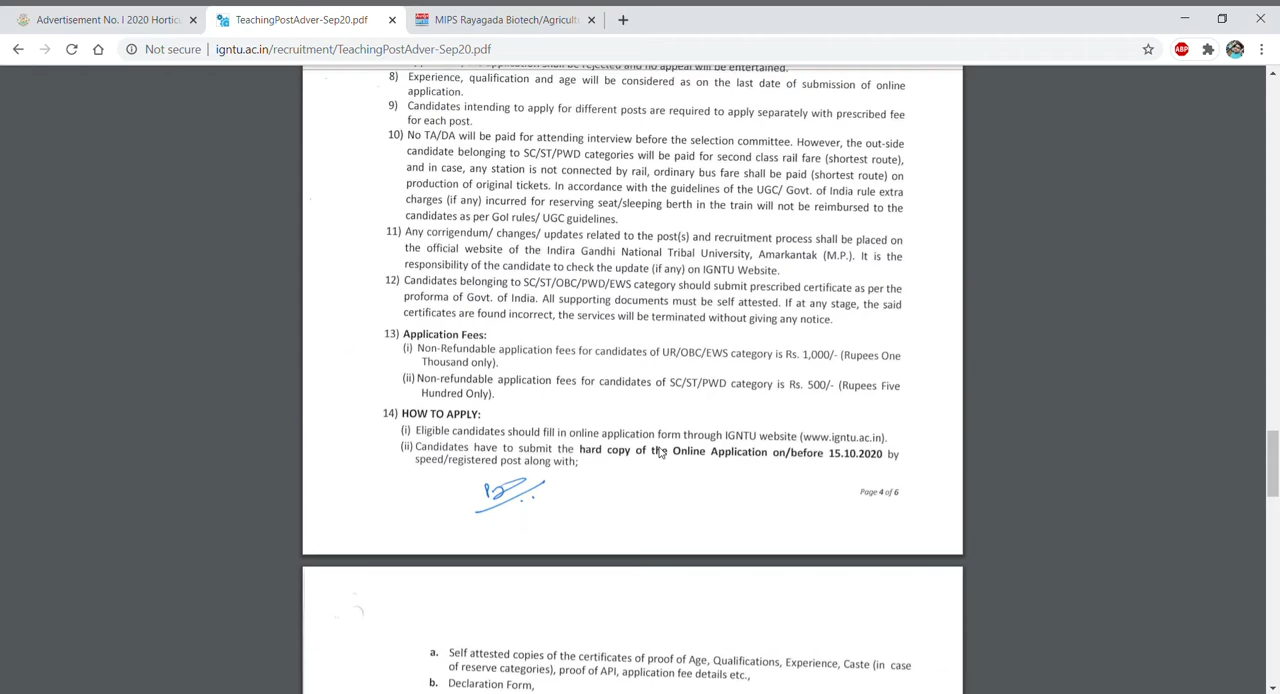 Advertisement No. I 2020 Horticu
TeachingPostAdver-Sep20.pdf
MIPS Rayagada Biotech/Agricultu
Not secure | igntu.ac.in/recruitment/TeachingPostAdver-Sep20.pdf
ABP
shall be rejected and no appeal will be entertained.
8) Experience, qualification and age will be considered as on the last date of submission of online
application.
9) Candidates intending to apply for different posts are required to apply separately with prescribed fee
for each post.
10) No TA/DA will be paid for attending interview before the selection committee. However, the out-side
candidate belonging to SC/ST/PWD categories will be paid for second class rail fare (shortest route),
and in case, any station is not connected by rail, ordinary bus fare shall be paid (shortest route) on
production of original tickets. In accordance with the guidelines of the UGC/ Govt. of India rule extra
charges (if any) incurred for reserving seat/sleeping berth in the train will not be reimbursed to the
candidates as per GoI rules/ UGC guidelines.
11) Any corrigendum/ changes/ updates related to the post(s) and recruitment process shall be placed on
the official website of the Indira Gandhi National Tribal University, Amarkantak (M.P.). It is the
responsibility of the candidate to check the update (if any) on IGNTU Website.
12) Candidates belonging to SC/ST/OBC/PWD/EWS category should submit prescribed certificate as per the
proforma of Govt. of India. All supporting documents must be self attested. If at any stage, the said
certificates are found incorrect, the services will be terminated without giving any notice.
13) Application Fees:
(i) Non-Refundable application fees for candidates of UR/OBC/EWS category is Rs. 1,000/- (Rupees One
Thousand only).
(ii) Non-refundable application fees for candidates of SC/ST/PWD category is Rs. 500/- (Rupees Five
Hundred Only).
14) HOW TO APPLY:
(i) Eligible candidates should fill in online application form through IGNTU website (www.igntu.ac.in).
(ii) Candidates have to submit the hard copy of the Online Application on/before 15.10.2020 by
speed/registered post along with;
Page 4 of 6
a. Self attested copies of the certificates of proof of Age, Qualifications, Experience, Caste (in case
of reserve categories), proof of API, application fee details etc.,
b. Declaration Form,